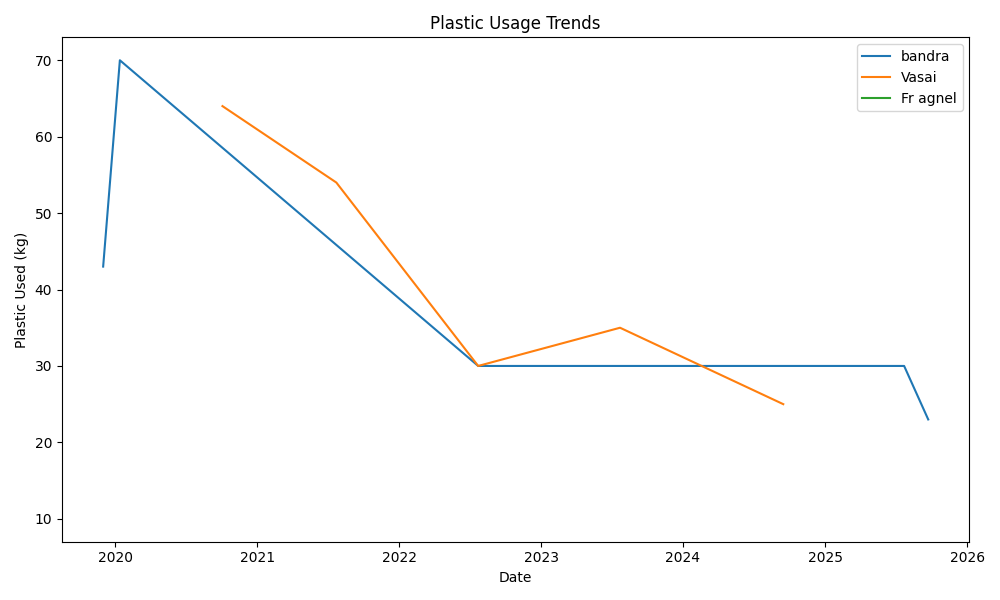 Plastic Usage Trends
bandra
Vasai
Fr agnel
Plastic Used (kg)
70
60
50
40
30
20
10
2020 2021 2022 2023 2024 2025 2026
Date